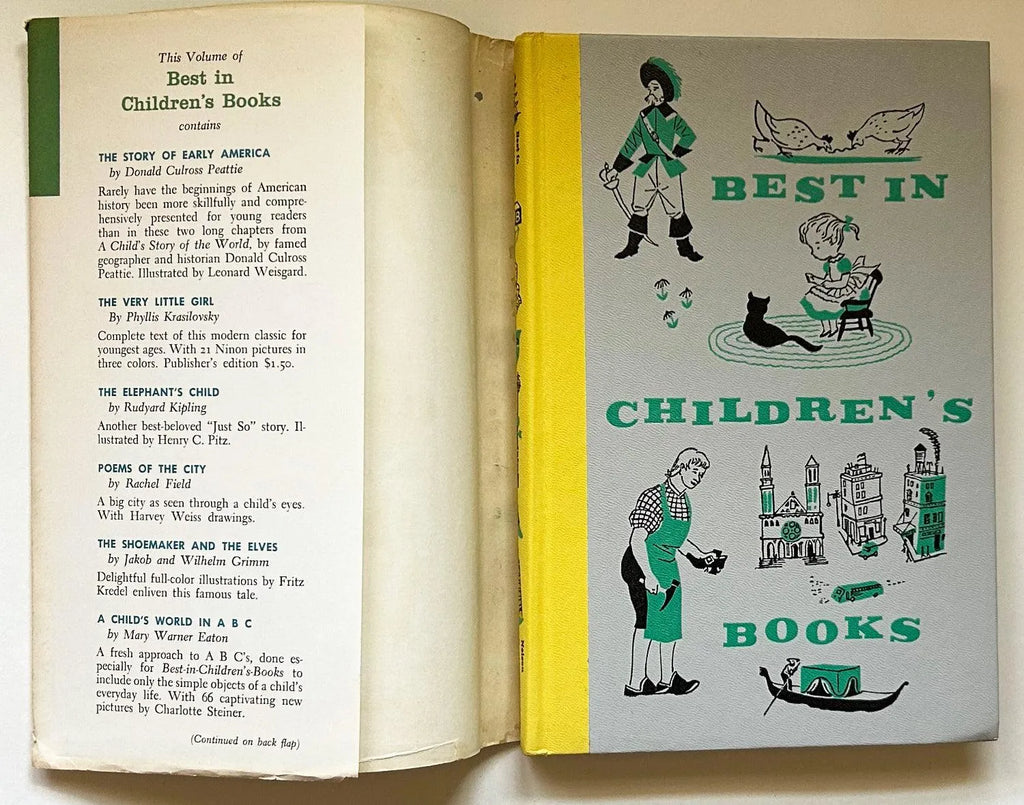 This Volume of
Best in
Children's Books
contains
THE STORY OF EARLY AMERICA
by Donald Culross Peattie
Rarely have the beginnings of American
history been more skillfully and compre-
hensively presented for young readers
than in these two long chapters from
A Child's Story of the World, by famed
geographer and historian Donald Culross
Peattie. Illustrated by Leonard Weisgard.
THE VERY LITTLE GIRL
By Phyllis Krasilovsky
Complete text of this modern classic for
youngest ages. With 21 Ninon pictures in
three colors. Publisher's edition $1.50.
THE ELEPHANT'S CHILD
by Rudyard Kipling
Another best-beloved "Just So" story. Il-
lustrated by Henry C. Pitz.
POEMS OF THE CITY
by Rachel Field
A big city as seen through a child's eyes.
With Harvey Weiss drawings.
THE SHOEMAKER AND THE ELVES
by Jakob and Wilhelm Grimm
Delightful full-color illustrations by Fritz
Kredel enliven this famous tale.
A CHILD'S WORLD IN A B C
by Mary Warner Eaton
A fresh approach to A B C's, done es-
pecially for Best-in-Children's-Books to
include only the simple objects of a child's
everyday life. With 66 captivating new
pictures by Charlotte Steiner.
(Continued on back flap)
BEST IN
CHILDREN'S
BOOKS